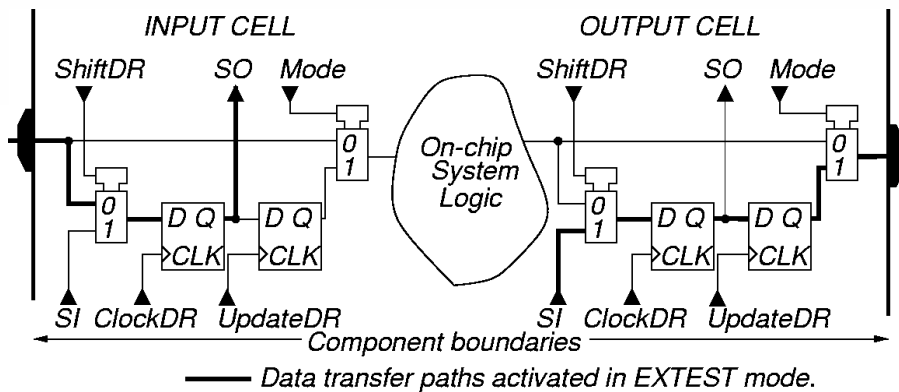 INPUT CELL
OUTPUT CELL
ShiftDR SO Mode
ShiftDR SO Mode
0
1
On-chip
System
Logic
0
1
0
1
D Q
CLK
D Q
CLK
0
1
D Q
CLK
D Q
CLK
SI ClockDR UpdateDR
SI ClockDR UpdateDR
Component boundaries
Data transfer paths activated in EXTEST mode.